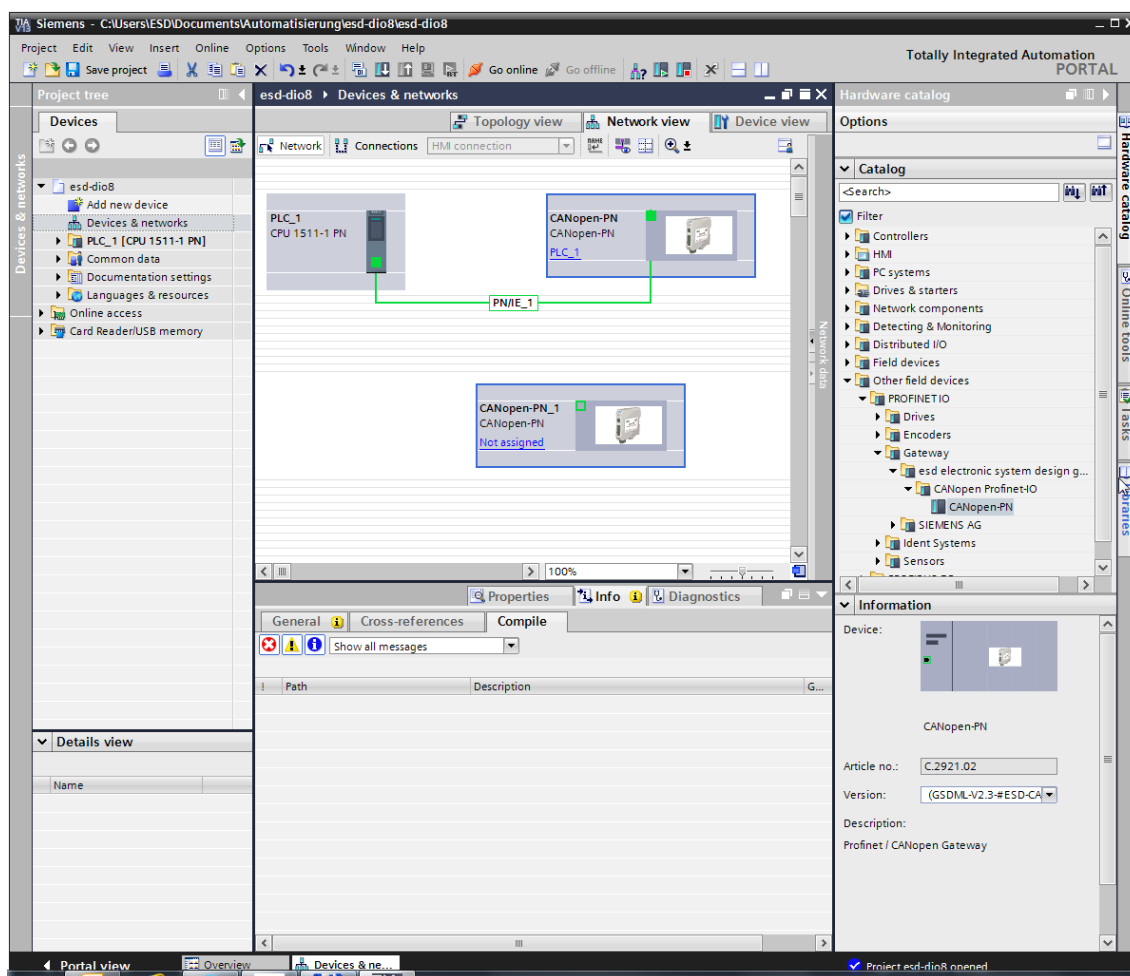 TIA V13 Siemens - C:\Users\ESD\Documents\Automatisierung\esd-dio8\esd-dio8
Project Edit View Insert Online Options Tools Window Help
Totally Integrated Automation
PORTAL
Save project Go online Go offline
Project tree
esd-dio8 Devices & networks
Hardware catalog
Devices
Topology view Network view Device view
Options
Network Connections HMI connection
Catalog
<Search>
Filter
Devices & networks
esd-dio8
Add new device
Devices & networks
PLC_1 [CPU 1511-1 PN]
Common data
Documentation settings
Languages & resources
Online access
Card Reader/USB memory
PLC_1
CPU 1511-1 PN
CANopen-PN
CANopen-PN
PLC_1
PN/IE_1
CANopen-PN_1
CANopen-PN
Not assigned
Network data
100%
Controllers
HMI
PC systems
Drives & starters
Network components
Detecting & Monitoring
Distributed I/O
Field devices
Other field devices
PROFINET IO
Drives
Encoders
Gateway
esd electronic system design g...
CANopen Profinet-IO
CANopen-PN
SIEMENS AG
Ident Systems
Sensors
Hardware catalog
Online tools
Tasks
Properties Info Diagnostics
General Cross-references Compile
Show all messages
! Path Description G...
Details view
Name
Information
Device:
CANopen-PN
Article no.: C.2921.02
Version: (GSDML-V2.3-#ESD-CA
Description:
Profinet / CANopen Gateway
Portal view Overview Devices & ne...
Project esd-dio8 opened